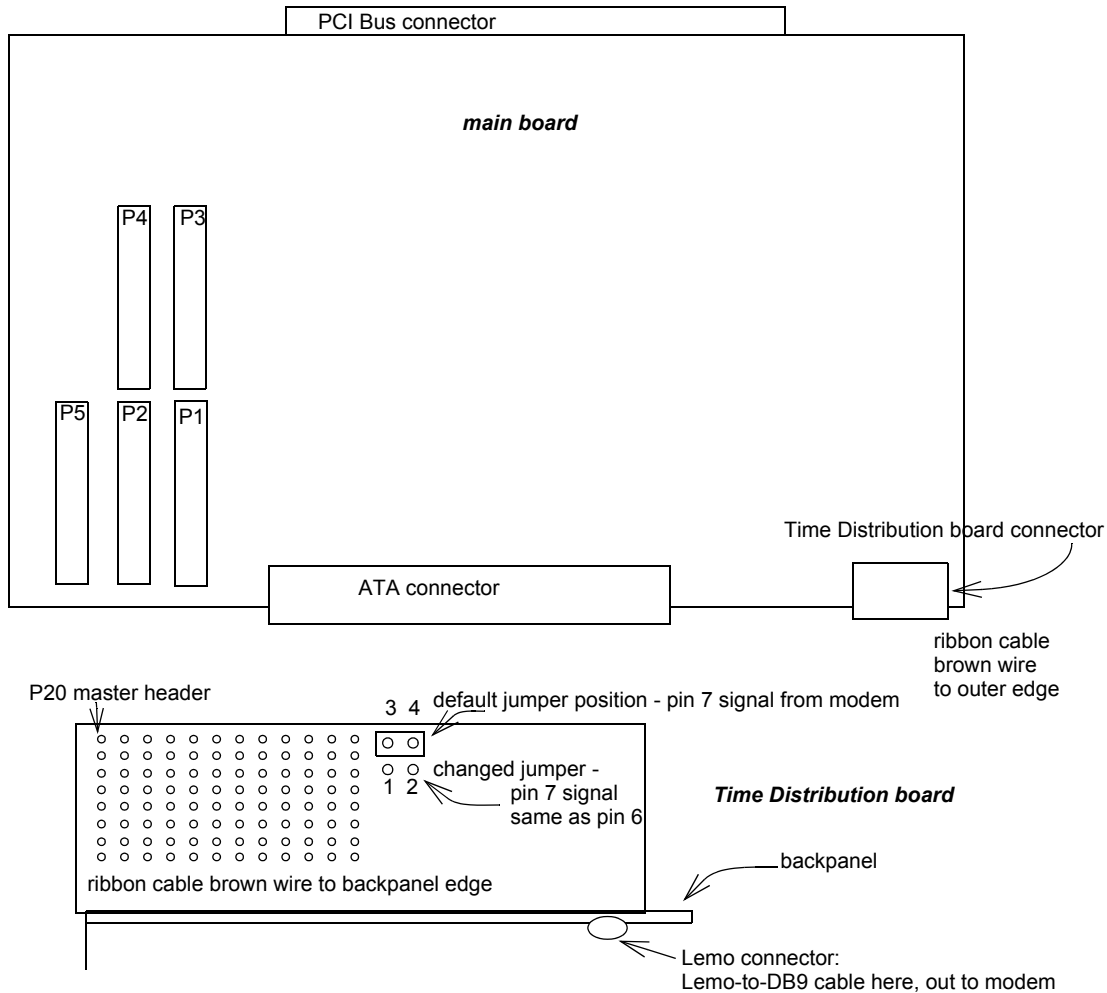 PCI Bus connector
main board
P4
P3
P5
P2
P1
Time Distribution board connector
ATA connector
ribbon cable
brown wire
to outer edge
P20 master header
3 4
default jumper position - pin 7 signal from modem
changed jumper -
1 2
pin 7 signal
same as pin 6
Time Distribution board
backpanel
ribbon cable brown wire to backpanel edge
Lemo connector:
Lemo-to-DB9 cable here, out to modem